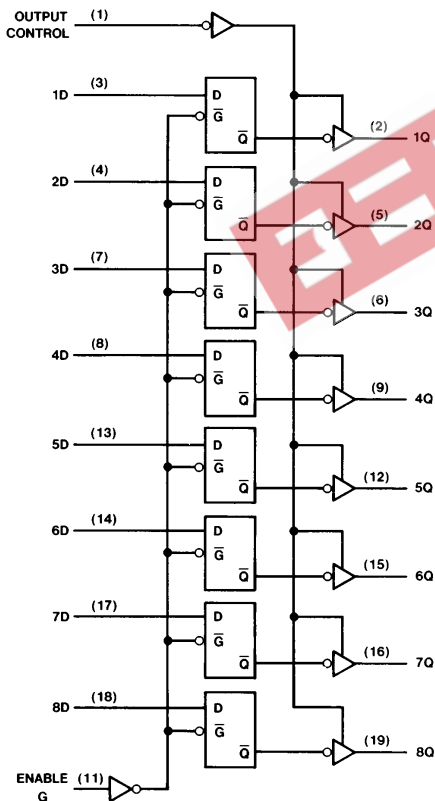 OUTPUT (1)
CONTROL
1D (3) D
G̅
Q̅ (2) 1Q
2D (4) D
G̅
Q̅ (5) 2Q
3D (7) D
G̅
Q̅ (6) 3Q
4D (8) D
G̅
Q̅ (9) 4Q
5D (13) D
G̅
Q̅ (12) 5Q
6D (14) D
G̅
Q̅ (15) 6Q
7D (17) D
G̅
Q̅ (16) 7Q
8D (18) D
G̅
Q̅ (19) 8Q
ENABLE (11)
G